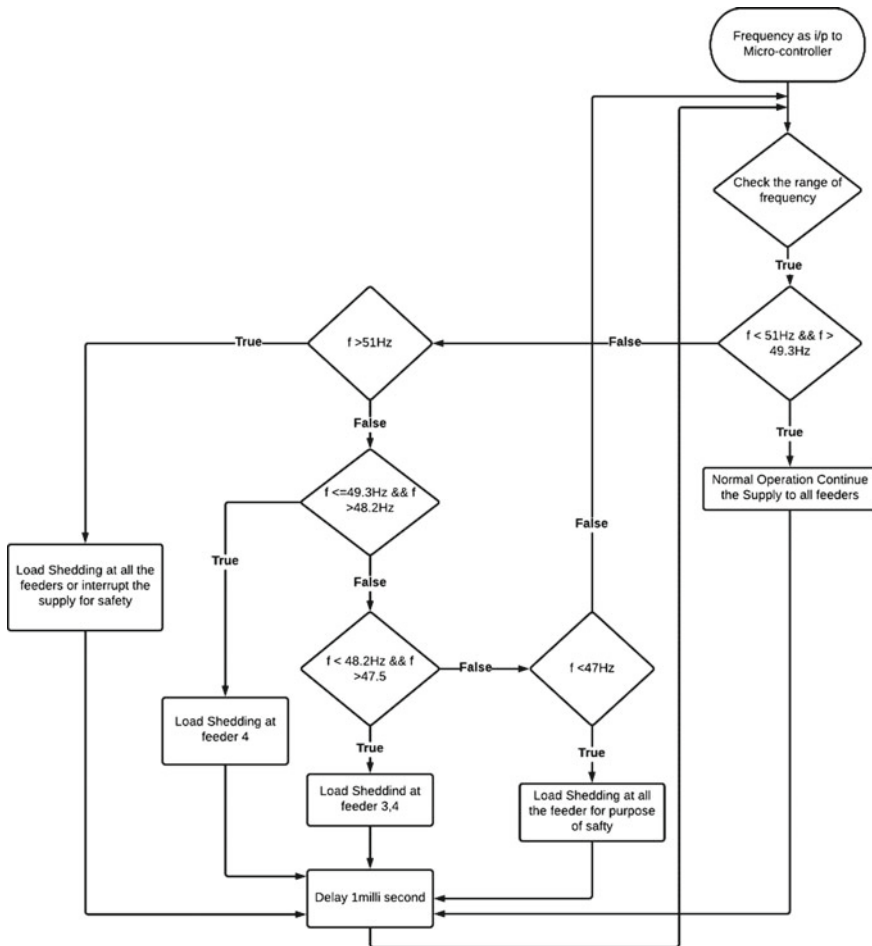 Frequency as i/p to
Micro-controller
Check the range of
frequency
True
f < 51Hz && f >
49.3Hz
False
True
f >51Hz
True
False
Normal Operation Continue
the Supply to all feeders
f <=49.3Hz && f
>48.2Hz
False
True
False
Load Shedding at all the
feeders or interrupt the
supply for safety
f < 48.2Hz && f
>47.5
False
f <47Hz
Load Shedding at
feeder 4
True
True
Load Sheddind at
feeder 3,4
Load Shedding at all
the feeder for purpose
of safty
Delay 1milli second